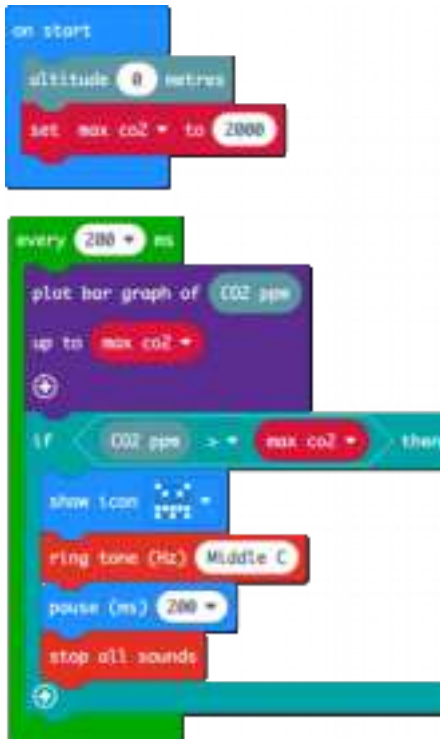 on start
altitude 0 metres
set max co2 to 2000
every 200 ms
plot bar graph of CO2 ppm
up to max co2
if CO2 ppm > max co2 then
show icon
ring tone (Hz) Middle C
pause (ms) 200
stop all sounds